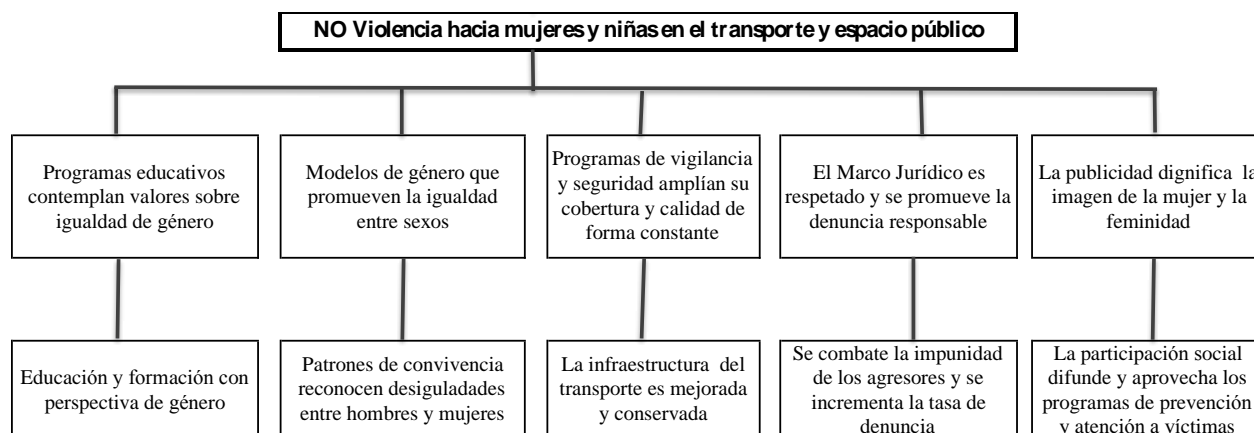 NO Violencia hacia mujeres y niñas en el transporte y espacio público
Programas educativos
contemplan valores sobre
igualdad de género
Modelos de género que
promueven la igualdad
entre sexos
Programas de vigilancia
y seguridad amplían su
cobertura y calidad de
forma constante
El Marco Jurídico es
respetado y se promueve la
denuncia responsable
La publicidad dignifica la
imagen de la mujer y la
feminidad
Educación y formación con
perspectiva de género
Patrones de convivencia
reconocen desiguladades
entre hombres y mujeres
La infraestructura del
transporte es mejorada
y conservada
Se combate la impunidad
de los agresores y se
incrementa la tasa de
denuncia
La participación social
difunde y aprovecha los
programas de prevención
y atención a víctimas